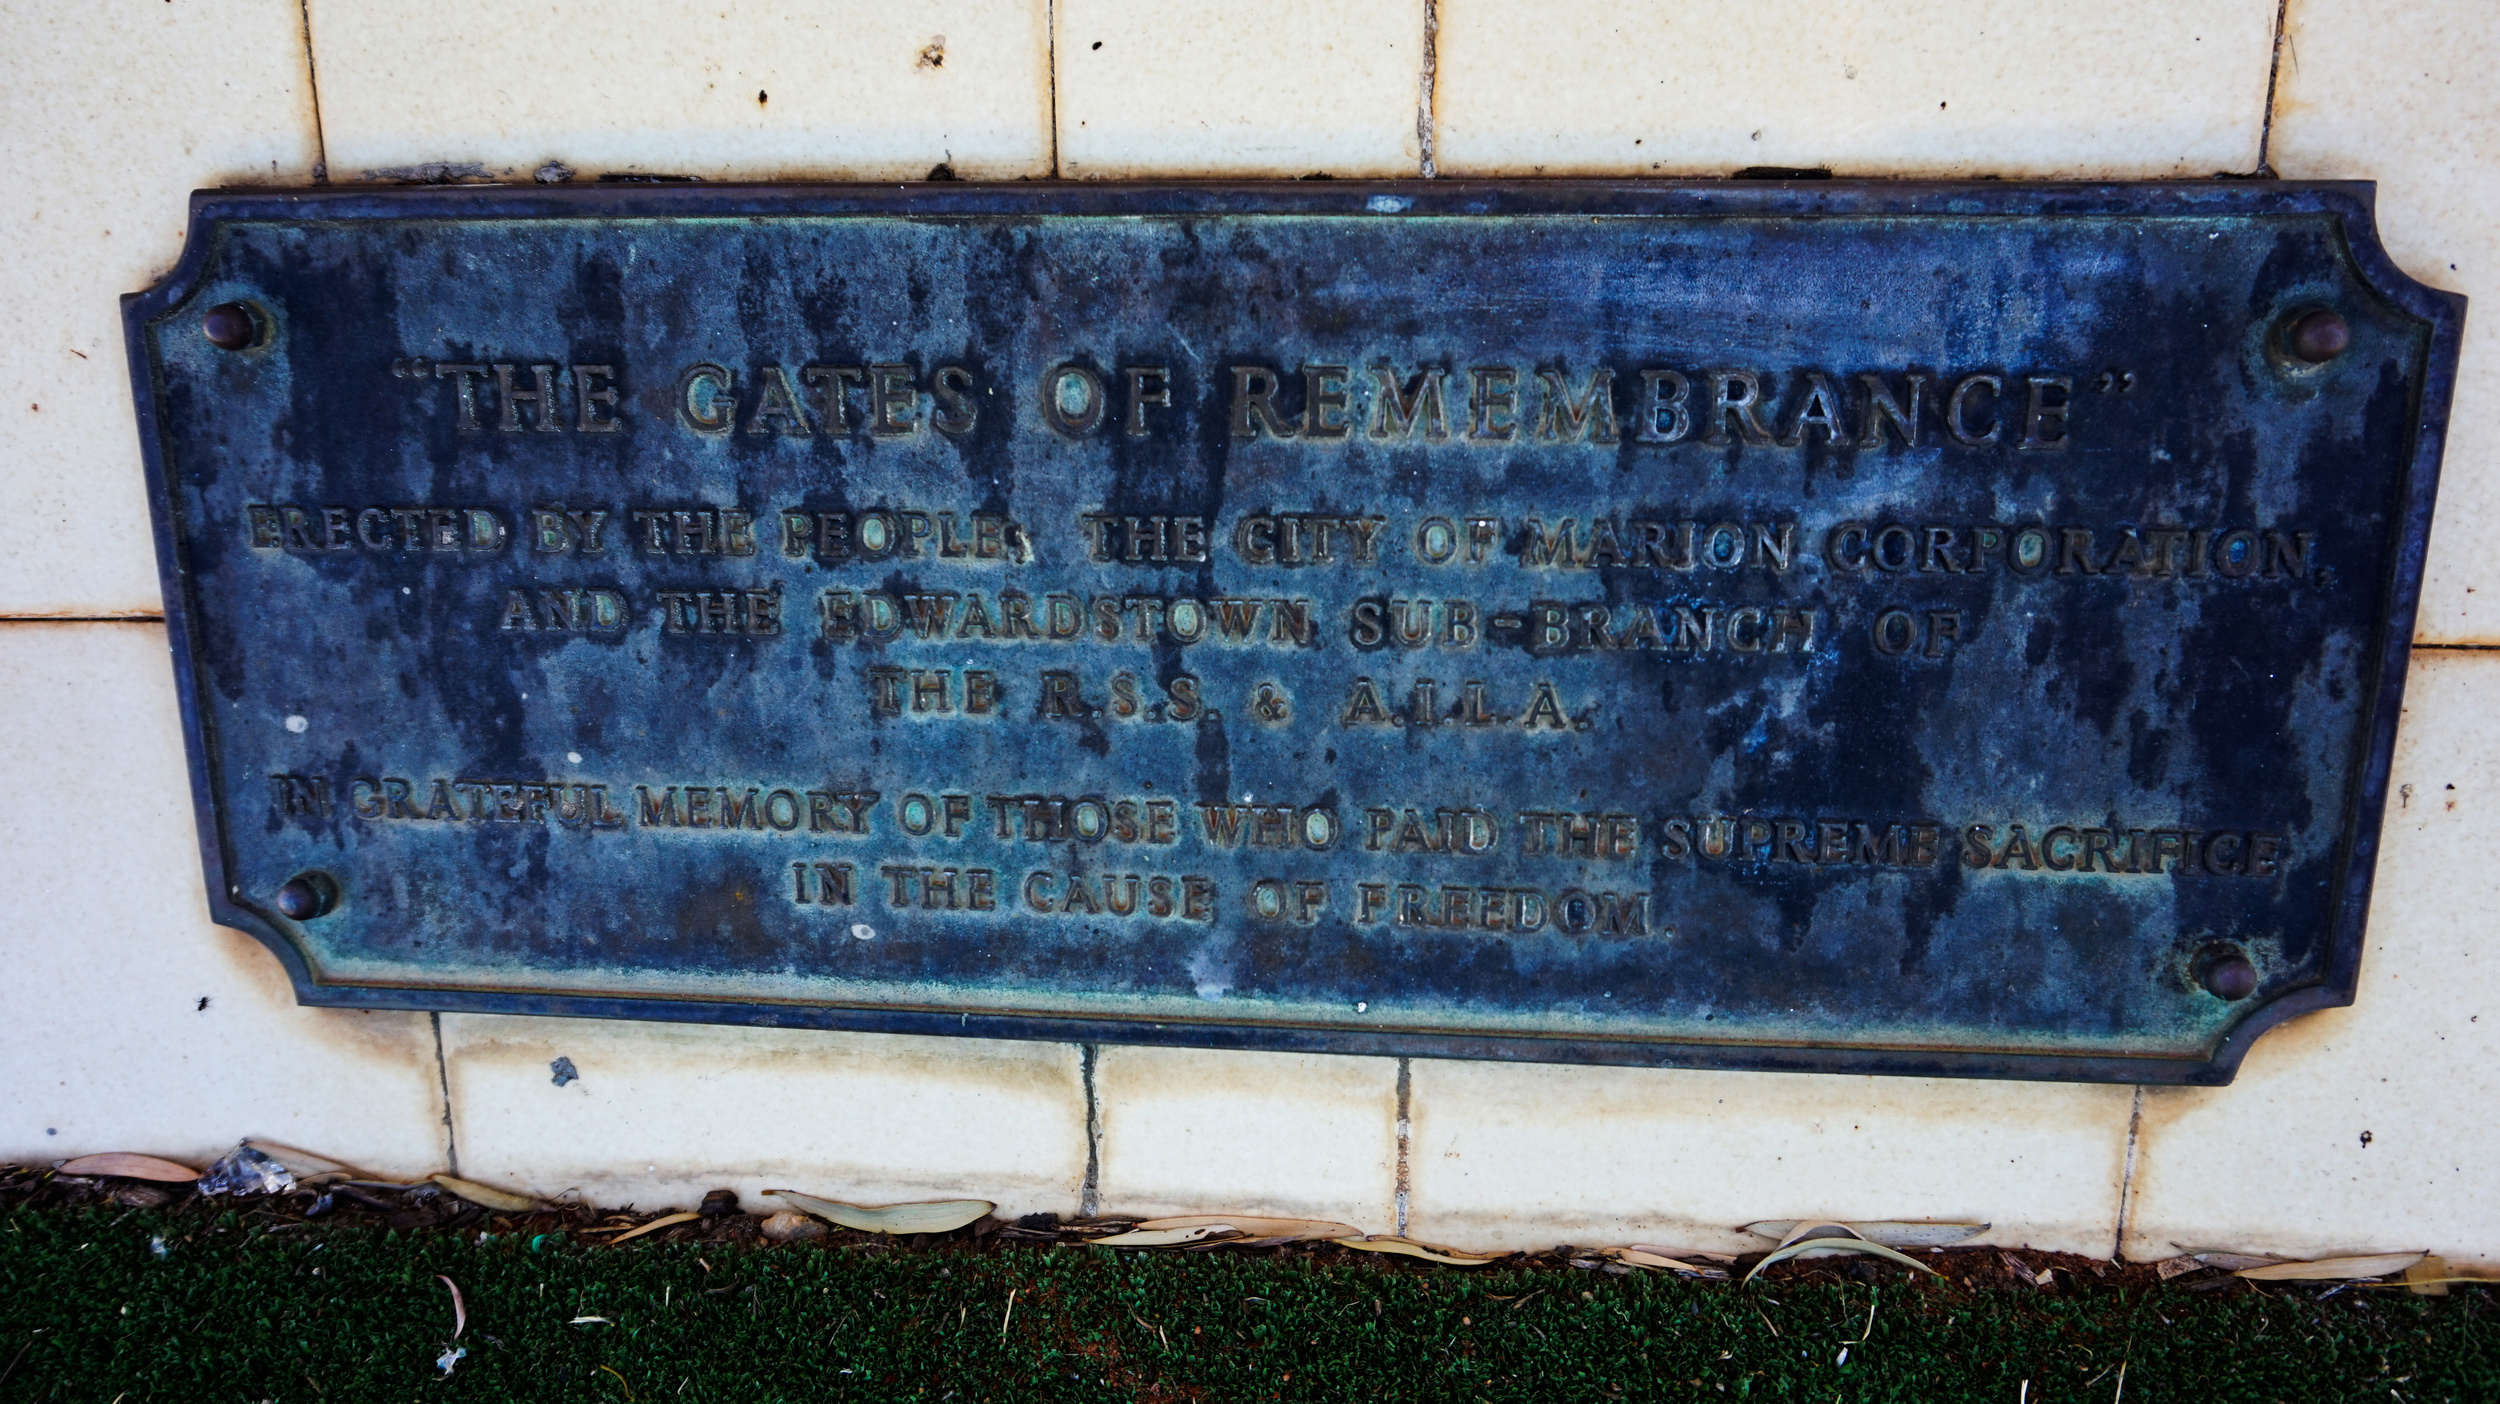 “THE GATES OF REMEMBRANCE”
ERECTED BY THE PEOPLE, THE CITY OF MARION CORPORATION,
AND THE EDWARDSTOWN SUB-BRANCH OF
THE R.S.S. & A.I.L.A.
IN GRATEFUL MEMORY OF THOSE WHO PAID THE SUPREME SACRIFICE
IN THE CAUSE OF FREEDOM.